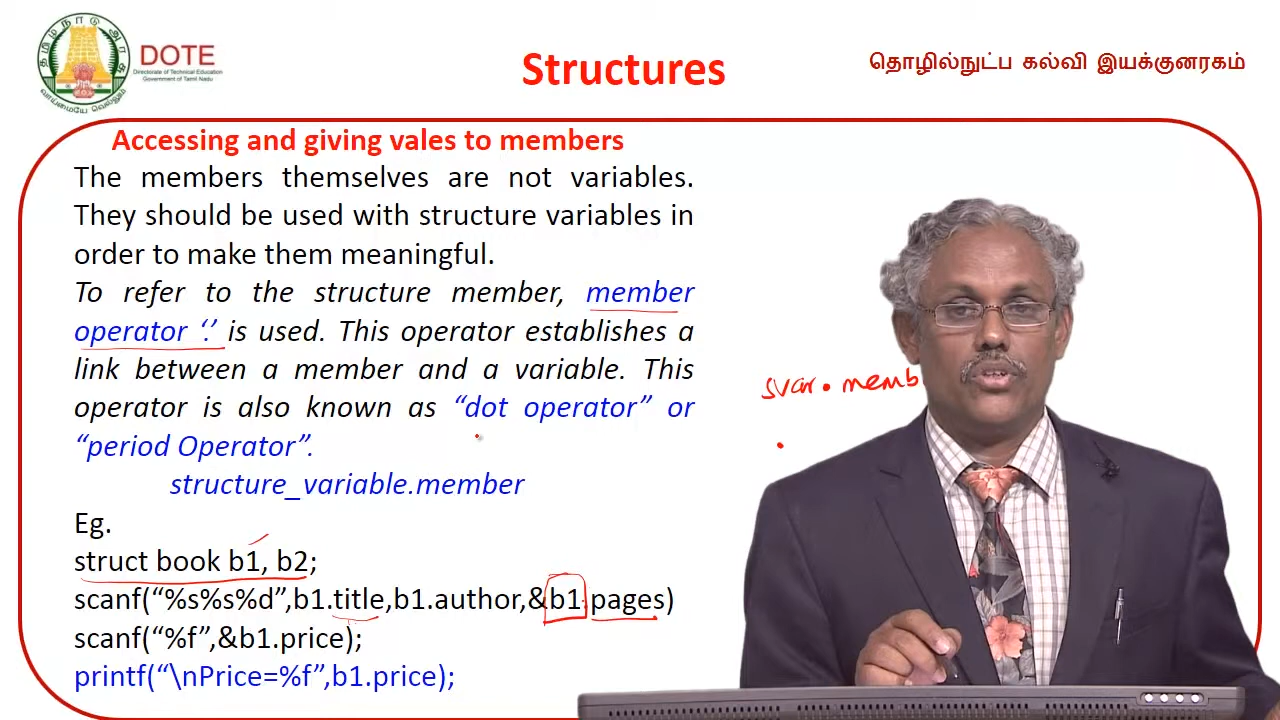 தமிழ்நாடு அரசு
வாய்மையே வெல்லும்
DOTE
Directorate of Technical Education
Government of Tamil Nadu
Structures
தொழில்நுட்ப கல்வி இயக்குனரகம்
Accessing and giving vales to members
The members themselves are not variables.
They should be used with structure variables in
order to make them meaningful.
To refer to the structure member, member
operator ‘.’ is used. This operator establishes a
link between a member and a variable. This
operator is also known as “dot operator” or
“period Operator”.
structure_variable.member
Eg.
struct book b1, b2;
scanf(“%s%s%d”,b1.title,b1.author,&b1.pages)
scanf(“%f”,&b1.price);
printf(“\nPrice=%f”,b1.price);
svar . memb